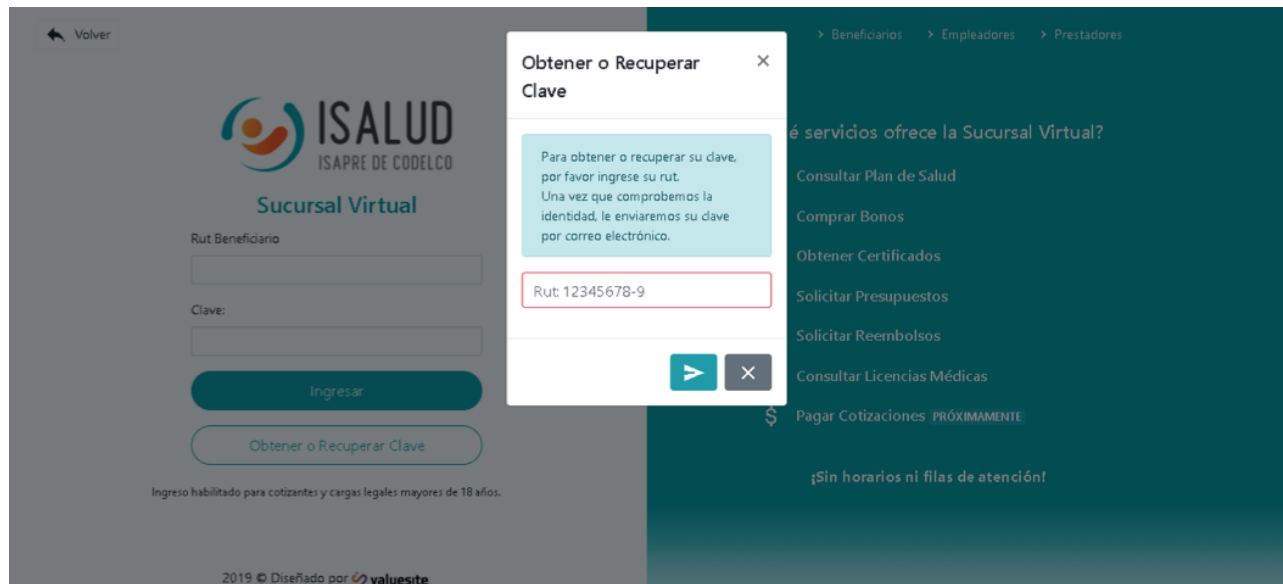 Volver
ISALUD
ISAPRE DE CODELCO
Sucursal Virtual
Rut Beneficiario
Clave:
Ingresar
Obtener o Recuperar Clave
Ingreso habilitado para cotizantes y cargas legales mayores de 18 años.
2019 © Diseñado por valuesite
Obtener o Recuperar
Clave
×
Para obtener o recuperar su clave,
por favor ingrese su rut.
Una vez que comprobemos la
identidad, le enviaremos su clave
por correo electrónico.
Rut: 12345678-9
> Beneficiarios > Empleadores > Prestadores
é servicios ofrece la Sucursal Virtual?
Consultar Plan de Salud
Comprar Bonos
Obtener Certificados
Solicitar Presupuestos
Solicitar Reembolsos
Consultar Licencias Médicas
$ Pagar Cotizaciones PRÓXIMAMENTE
¡Sin horarios ni filas de atención!